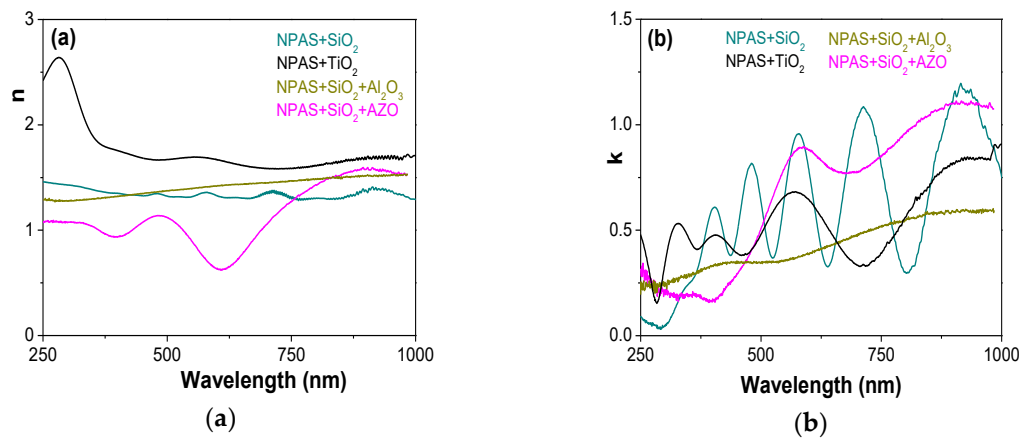 3
2
1
0
n
(a)
NPAS+SiO2
NPAS+TiO2
NPAS+SiO2+Al2O3
NPAS+SiO2+AZO
250
500
750
1000
Wavelength (nm)
(a)
1.5
1.0
0.5
0.0
k
(b)
NPAS+SiO2
NPAS+SiO2+Al2O3
NPAS+TiO2
NPAS+SiO2+AZO
250
500
750
1000
Wavelength (nm)
(b)